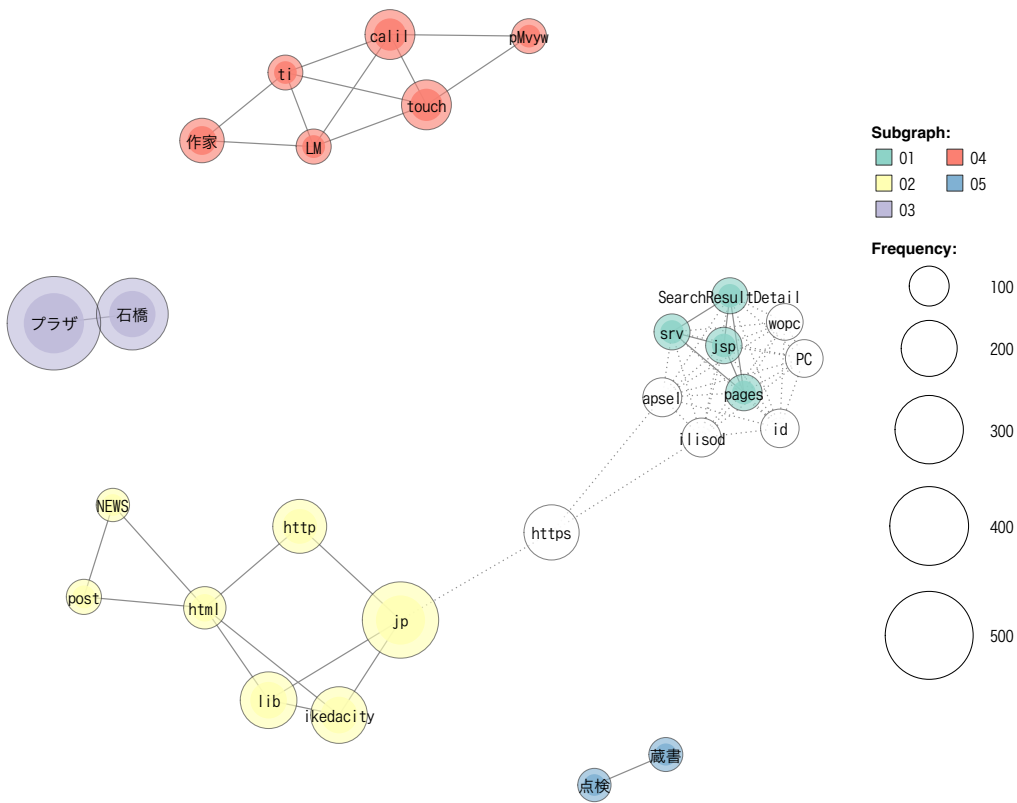 calil
pMvyw
ti
touch
作家
LM
Subgraph:
01
04
02
05
03
Frequency:
100
200
300
400
500
プラザ
石橋
SearchResultDetail
wopc
srv
jsp
PC
apsel
pages
ilisod
id
NEWS
http
https
post
html
jp
lib
ikedacity
蔵書
点検